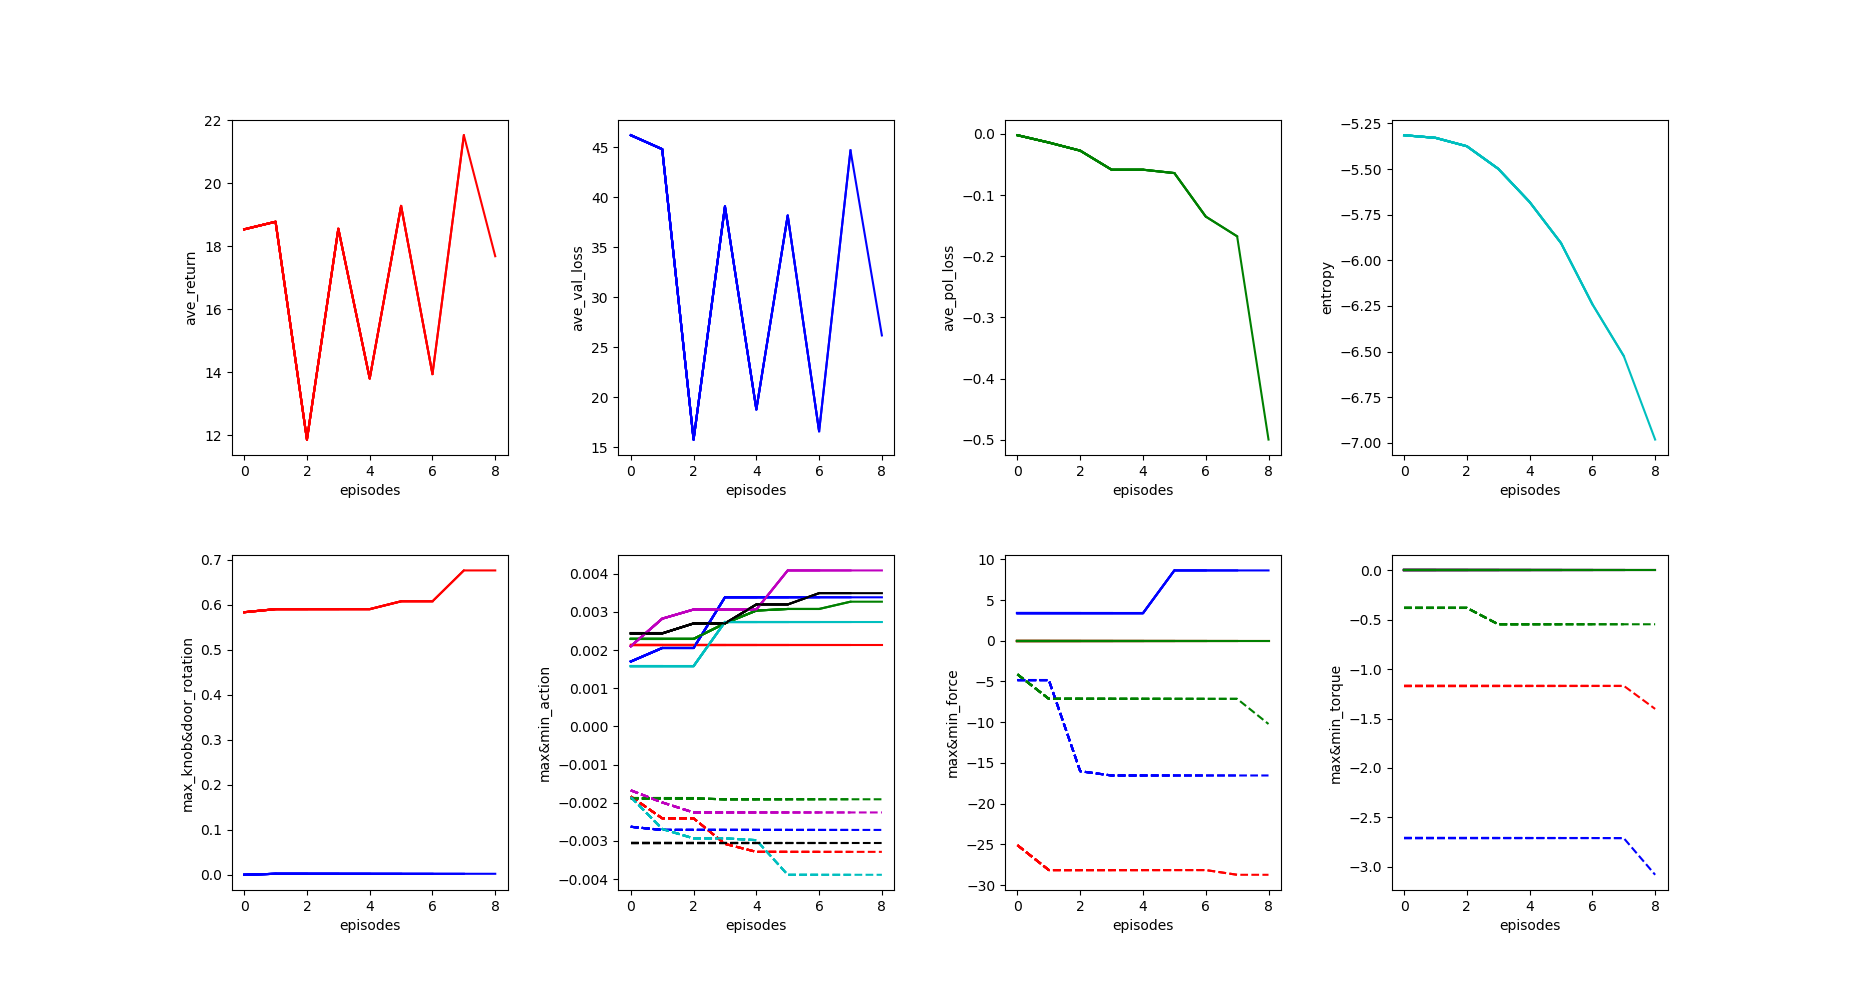 22
20
18
16
14
12
ave_return
0 2 4 6 8
episodes
45
40
35
30
25
20
15
ave_val_loss
0 2 4 6 8
episodes
0.0
−0.1
−0.2
−0.3
−0.4
−0.5
ave_pol_loss
0 2 4 6 8
episodes
−5.25
−5.50
−5.75
−6.00
−6.25
−6.50
−6.75
−7.00
entropy
0 2 4 6 8
episodes
0.7
0.6
0.5
0.4
0.3
0.2
0.1
0.0
max_knob&door_rotation
0 2 4 6 8
episodes
0.004
0.003
0.002
0.001
0.000
−0.001
−0.002
−0.003
−0.004
max&min_action
0 2 4 6 8
episodes
10
5
0
−5
−10
−15
−20
−25
−30
max&min_force
0 2 4 6 8
episodes
0.0
−0.5
−1.0
−1.5
−2.0
−2.5
−3.0
max&min_torque
0 2 4 6 8
episodes